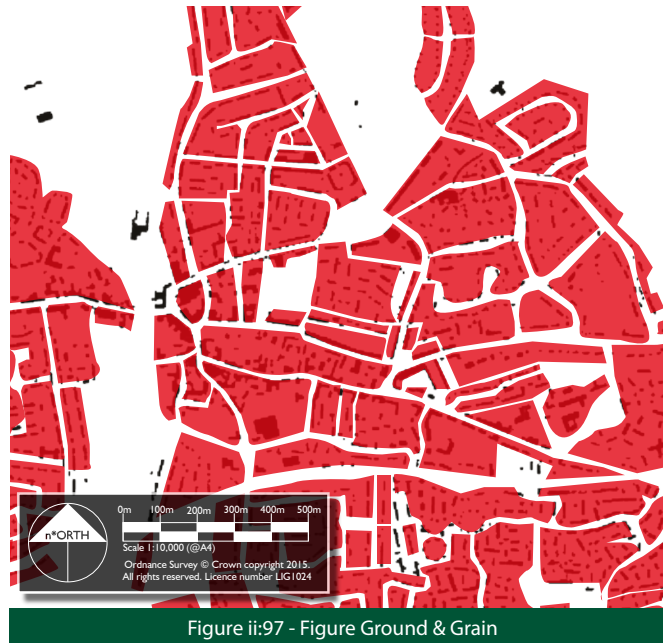 n*ORTH
0m 100m 200m 300m 400m 500m
Scale 1:10,000 (@A4)
Ordnance Survey © Crown copyright 2015.
All rights reserved. Licence number LIG1024
Figure ii:97 - Figure Ground & Grain